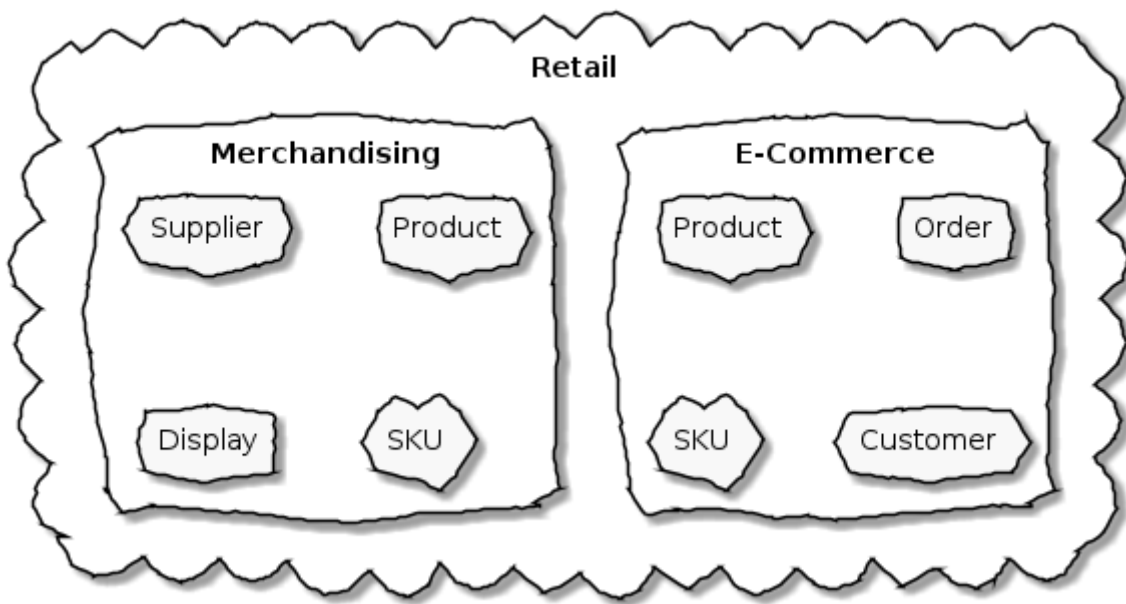 Retail
Merchandising
Supplier
Product
Display
SKU
E-Commerce
Product
Order
SKU
Customer